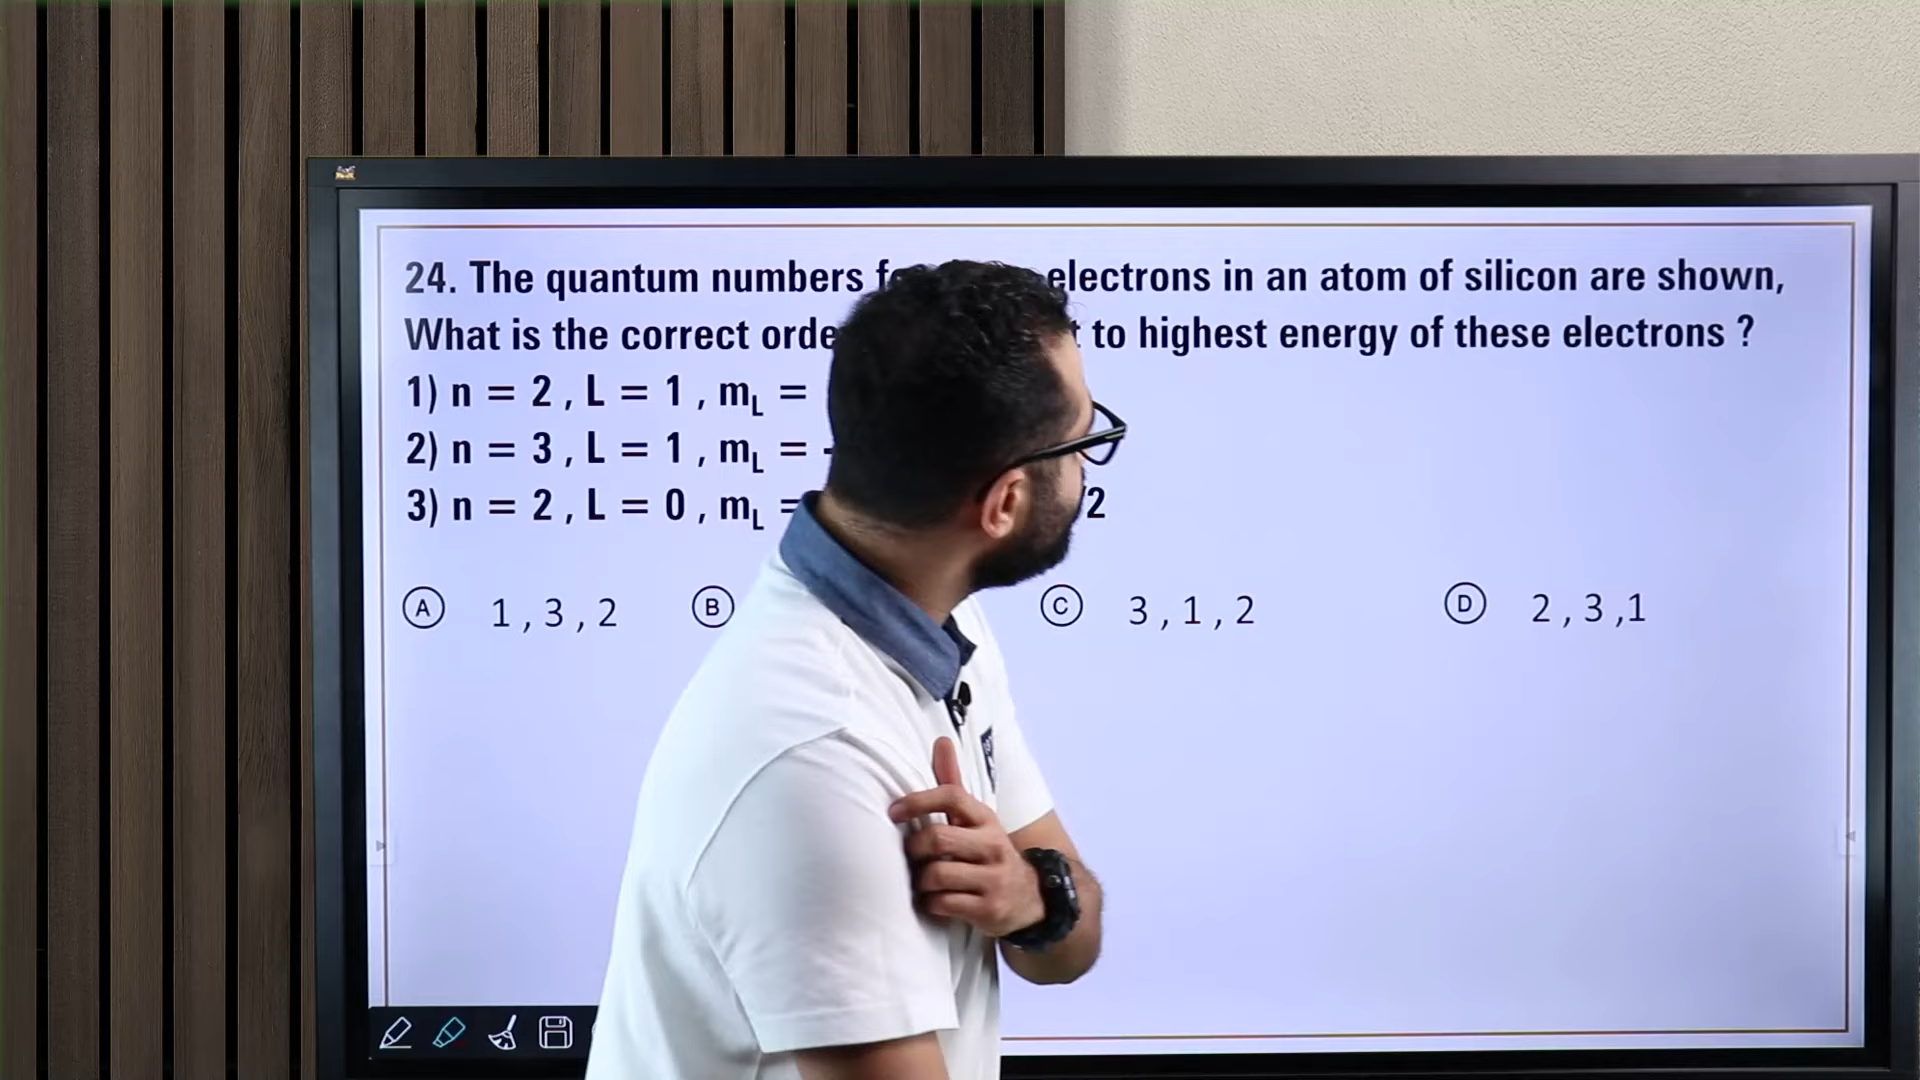 24. The quantum numbers electrons in an atom of silicon are shown,
What is the correct to highest energy of these electrons ?
1) n = 2 , L = 1 , mL =
2) n = 3 , L = 1 , mL =
3) n = 2 , L = 0 , mL = /2
A 1 , 3 , 2 B C 3 , 1 , 2 D 2 , 3 ,1